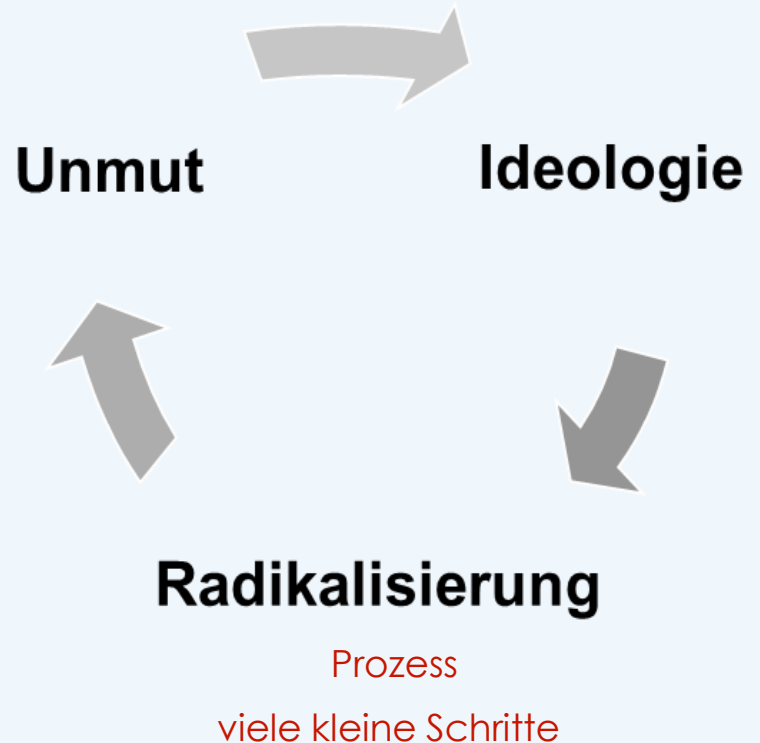 Unmut
Ideologie
Radikalisierung
Prozess
viele kleine Schritte